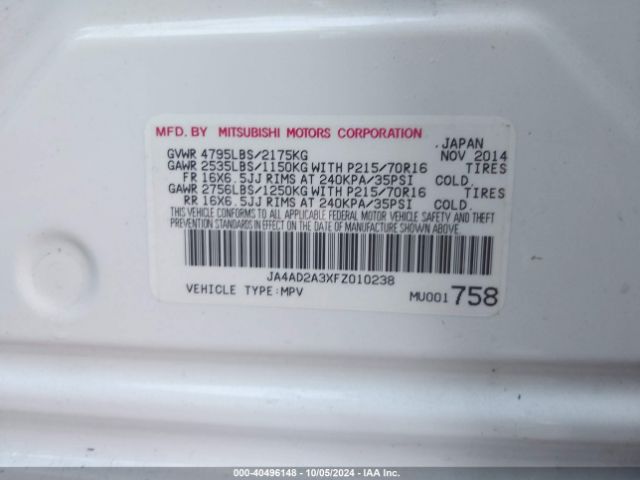 MFD. BY MITSUBISHI MOTORS CORPORATION
, JAPAN
GVWR 4795LBS/2175KG NOV 2014
GAWR 2535LBS/1150KG WITH P215/70R16 TIRES
FR 16X6.5JJ RIMS AT 240KPA/35PSI COLD.
GAWR 2756LBS/1250KG WITH P215/70R16 TIRES
RR 16X6.5JJ RIMS AT 240KPA/35PSI COLD.
THIS VEHICLE CONFORMS TO ALL APPLICABLE FEDERAL MOTOR VEHICLE SAFETY AND THEFT
PREVENTION STANDARDS IN EFFECT ON THE DATE OF MANUFACTURE SHOWN ABOVE.
JA4AD2A3XFZ010238
VEHICLE TYPE:MPV MU001 758
000-40496148 - 10/05/2024 - IAAI.COM